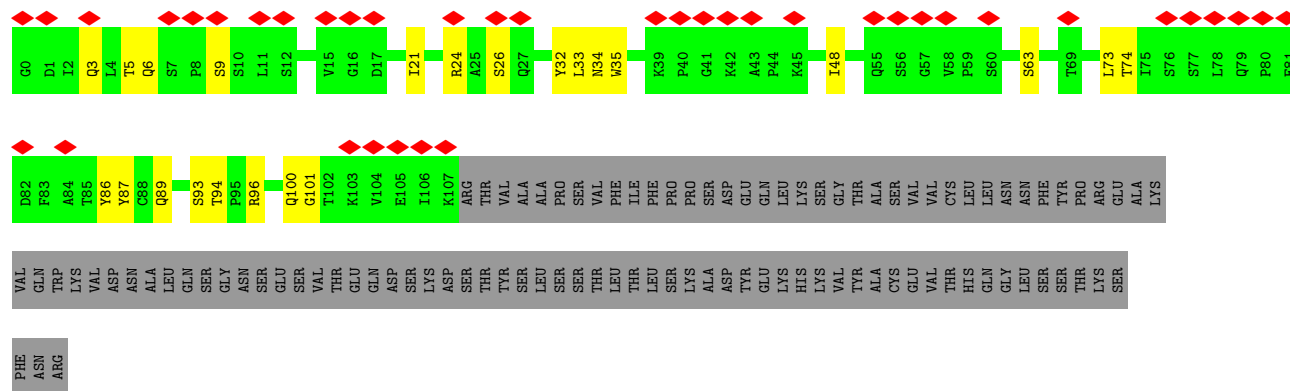 G0 D1 I2 Q3 L4 T5 Q6 S7 P8 S9 S10 L11 S12 V15 G16 D17 I21 R24 A25 S26 Q27 Y32 L33 N34 W35 K39 P40 G41 K42 A43 P44 K45 I48 Q55 S56 G57 V58 P59 S60 S63 T69 L73 T74 I75 S76 S77 L78 Q79 P80 E81
D82 F83 A84 T85 Y86 Y87 C88 Q89 S93 T94 P95 R96 Q100 G101 T102 K103 V104 E105 I106 K107 ARG THR VAL ALA ALA PRO SER VAL PHE ILE PHE PRO PRO SER ASP GLU GLN LEU LYS SER GLY THR ALA SER VAL VAL CYS LEU LEU ASN ASN PHE TYR PRO ARG GLU ALA LYS
VAL GLN TRP LYS VAL ASP ASN ALA LEU GLN SER GLY ASN SER GLU SER VAL THR GLU GLN ASP SER LYS ASP SER THR TYR SER LEU SER SER THR LEU THR LEU SER LYS ALA ASP TYR GLU LYS HIS LYS VAL TYR ALA CYS GLU VAL THR HIS GLN GLY LEU SER SER THR LYS SER
PHE ASN ARG